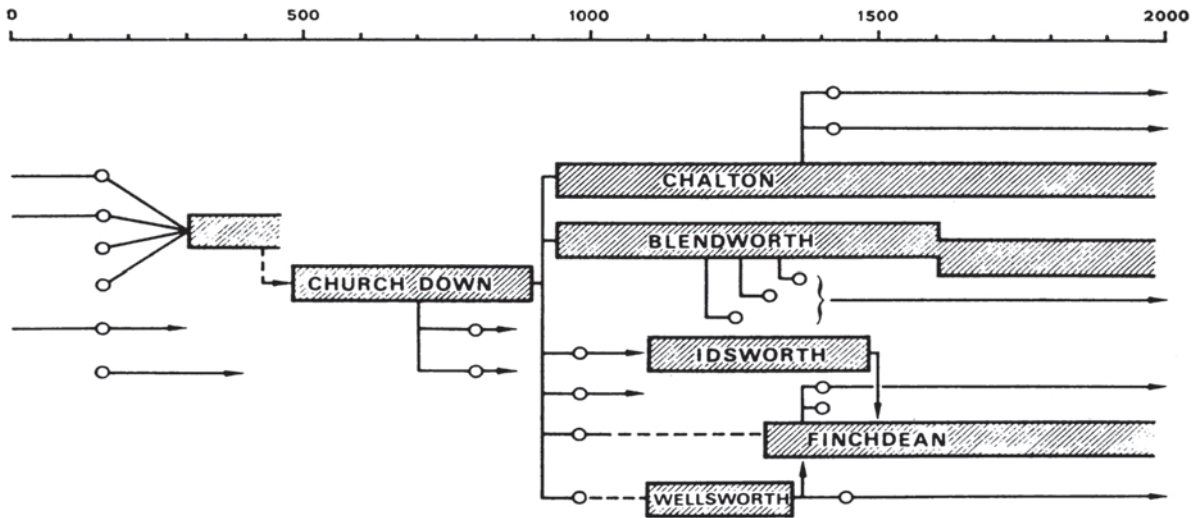 0 500 1000 1500 2000
CHALTON
BLENDWORTH
CHURCH DOWN
IDSWORTH
FINCHDEAN
WELLSWORTH